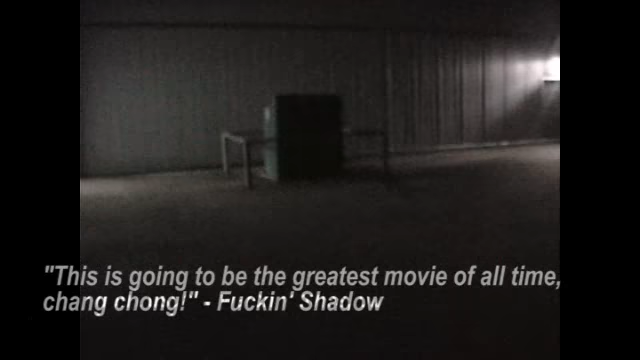 "This is going to be the greatest movie of all time,
chang chong!" - Fuckin' Shadow